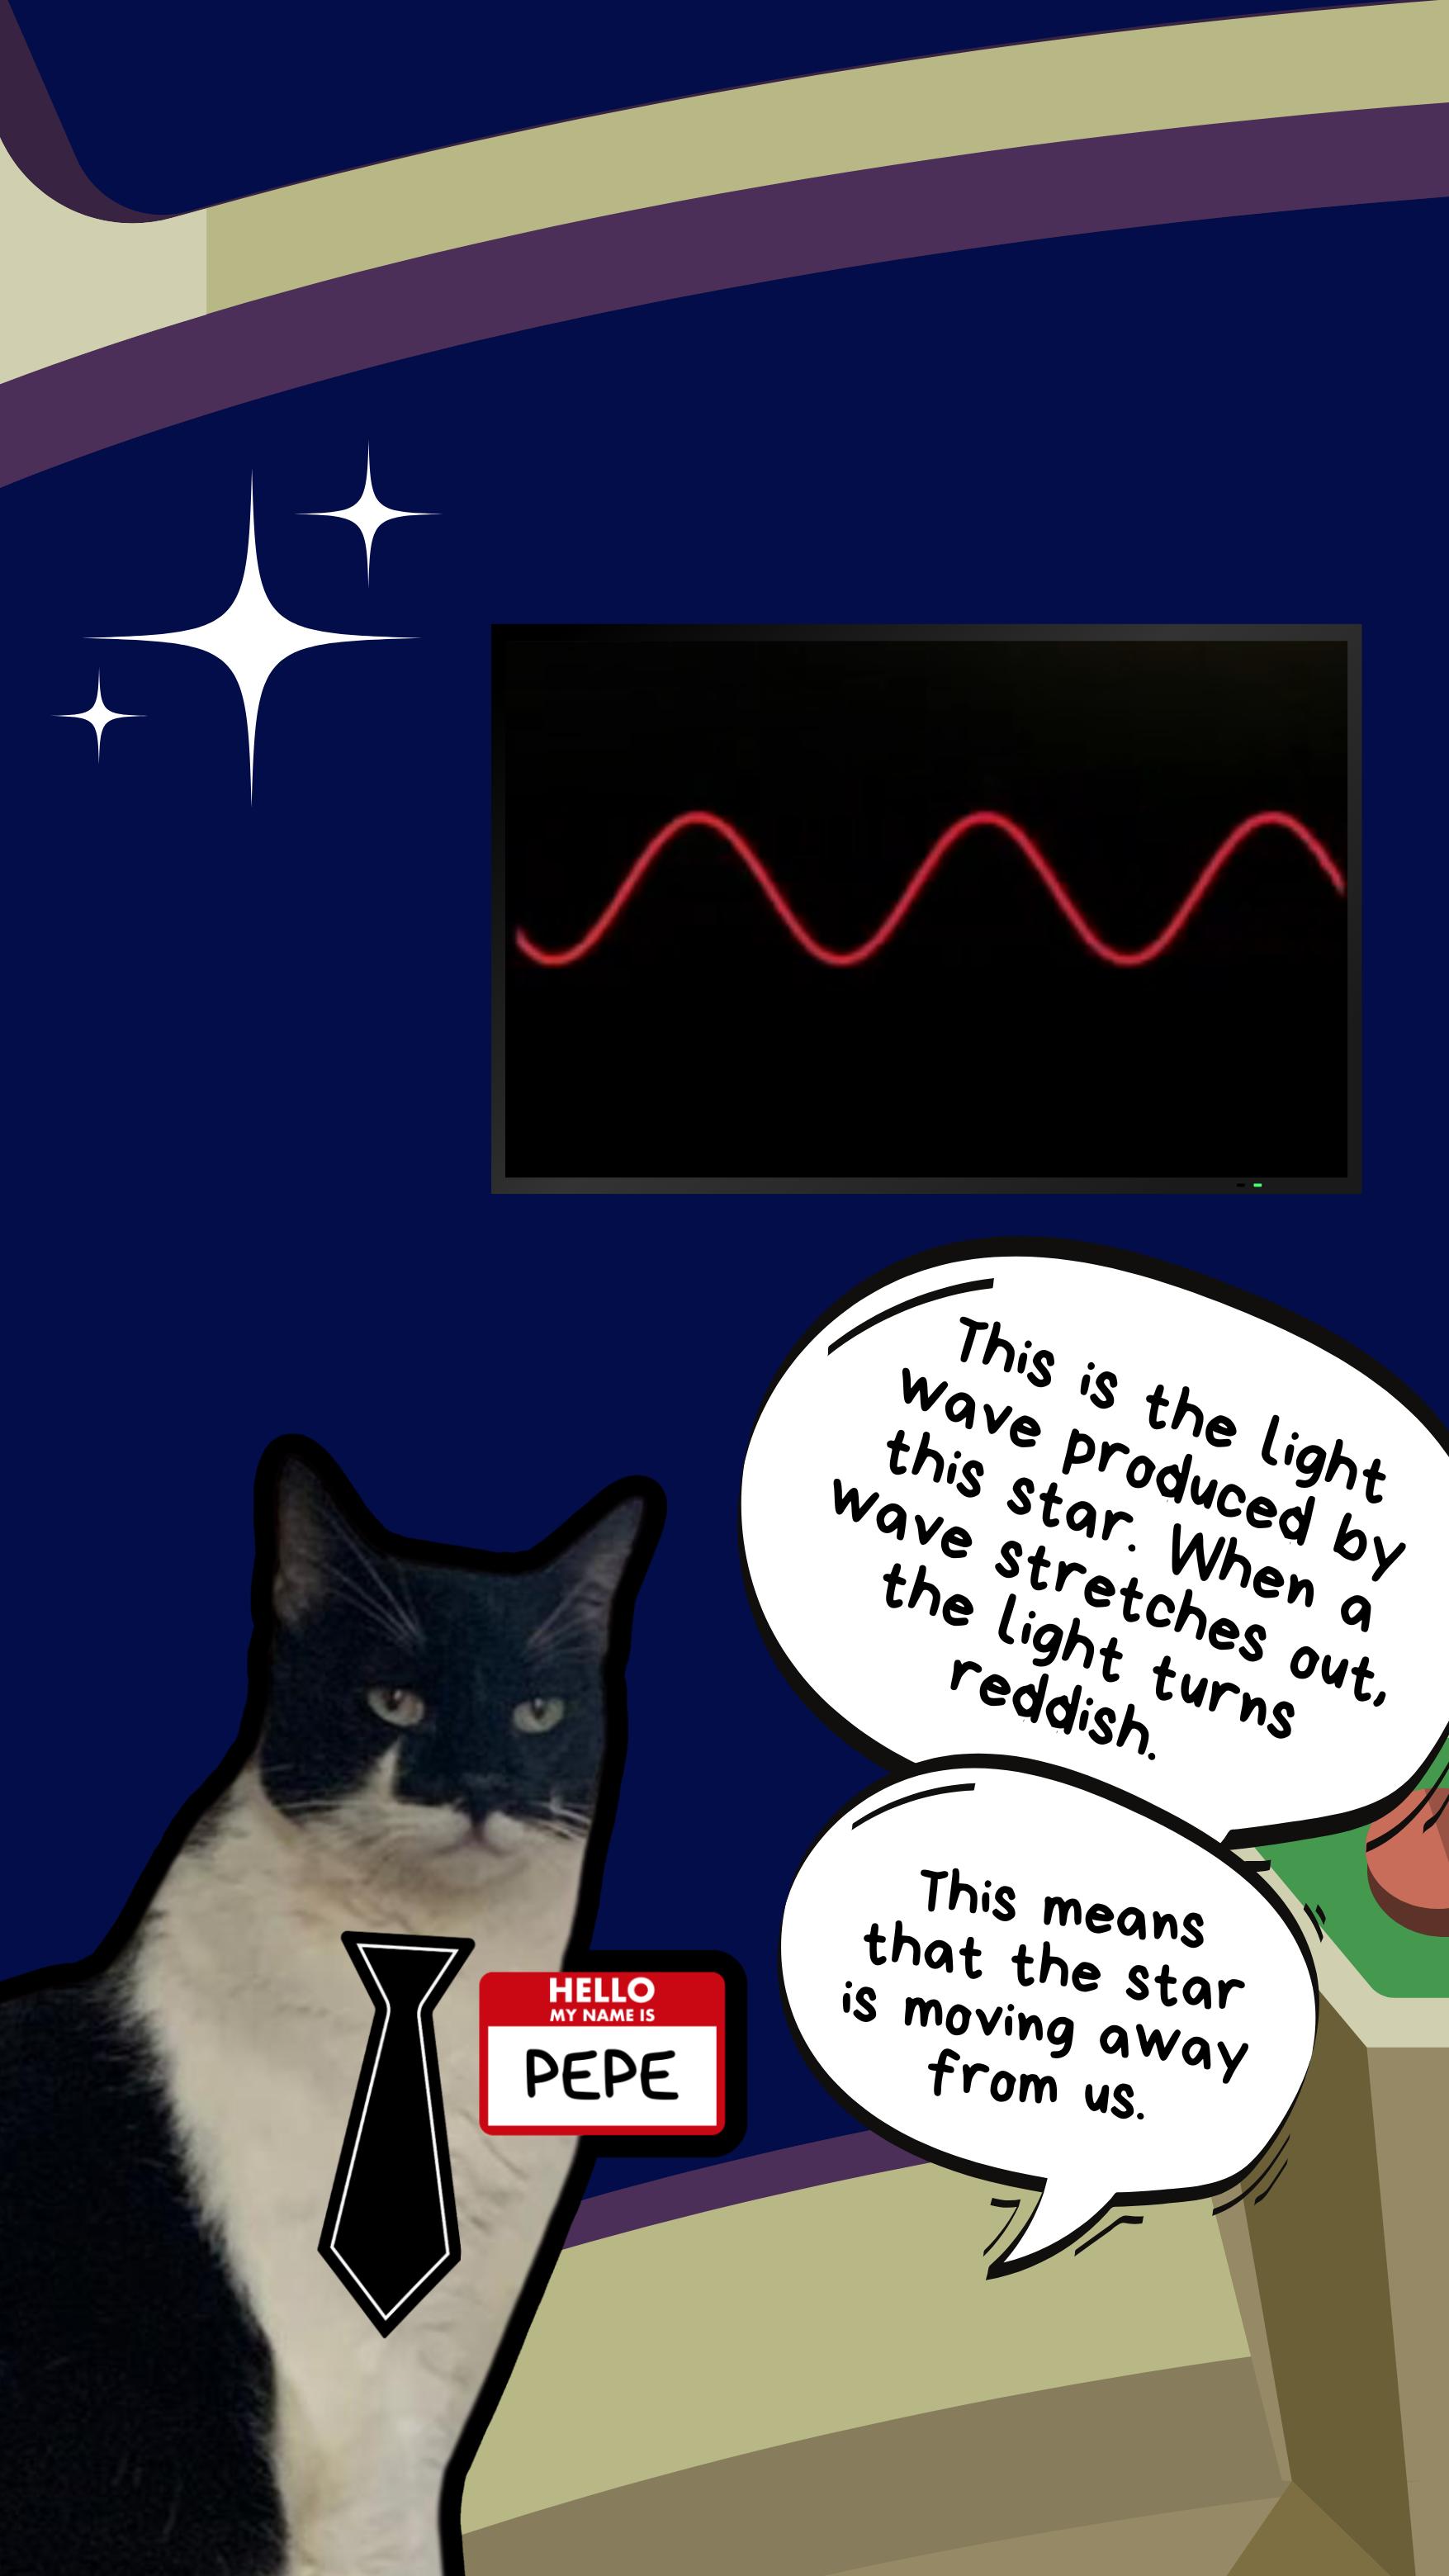 This is the light
wave produced by
this star. When a
wave stretches out,
the light turns
reddish.
This means
that the star
is moving away
from us.
HELLO
MY NAME IS
PEPE